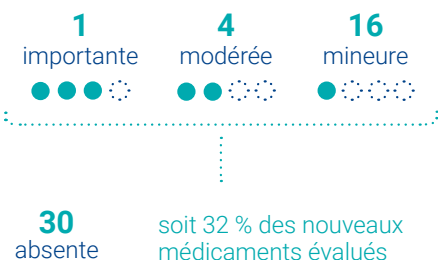 1 4 16
importante modérée mineure
30 soit 32 % des nouveaux
absente médicaments évalués